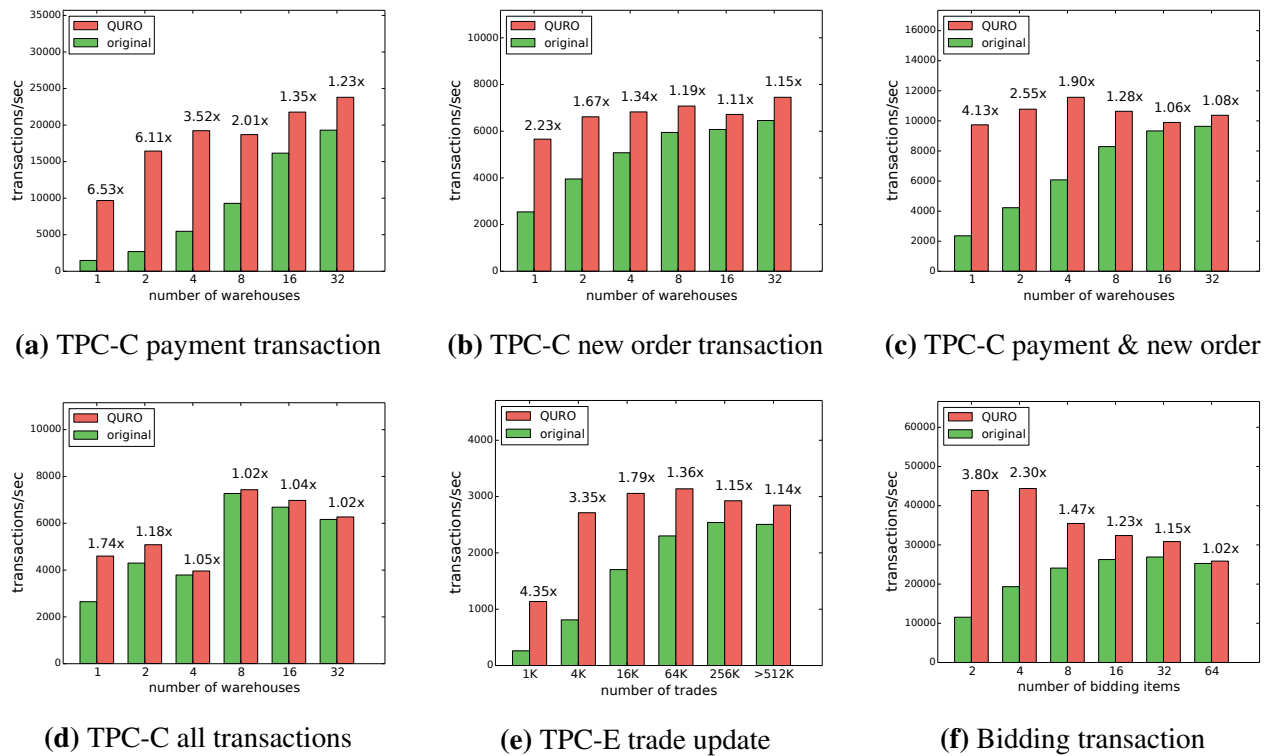 35000
30000
25000
20000
15000
10000
5000
0
transactions/sec
QURO
original
6.53x
6.11x
3.52x
2.01x
1.35x
1.23x
1 2 4 8 16 32
number of warehouses
(a) TPC-C payment transaction
10000
8000
6000
4000
2000
0
transactions/sec
QURO
original
2.23x
1.67x
1.34x
1.19x
1.11x
1.15x
1 2 4 8 16 32
number of warehouses
(b) TPC-C new order transaction
16000
14000
12000
10000
8000
6000
4000
2000
0
transactions/sec
QURO
original
4.13x
2.55x
1.90x
1.28x
1.06x
1.08x
1 2 4 8 16 32
number of warehouses
(c) TPC-C payment & new order
10000
8000
6000
4000
2000
0
transactions/sec
QURO
original
1.74x
1.18x
1.05x
1.02x
1.04x
1.02x
1 2 4 8 16 32
number of warehouses
(d) TPC-C all transactions
4000
3000
2000
1000
0
transactions/sec
QURO
original
4.35x
3.35x
1.79x
1.36x
1.15x
1.14x
1K 4K 16K 64K 256K >512K
number of trades
(e) TPC-E trade update
60000
50000
40000
30000
20000
10000
0
transactions/sec
QURO
original
3.80x
2.30x
1.47x
1.23x
1.15x
1.02x
2 4 8 16 32 64
number of bidding items
(f) Bidding transaction